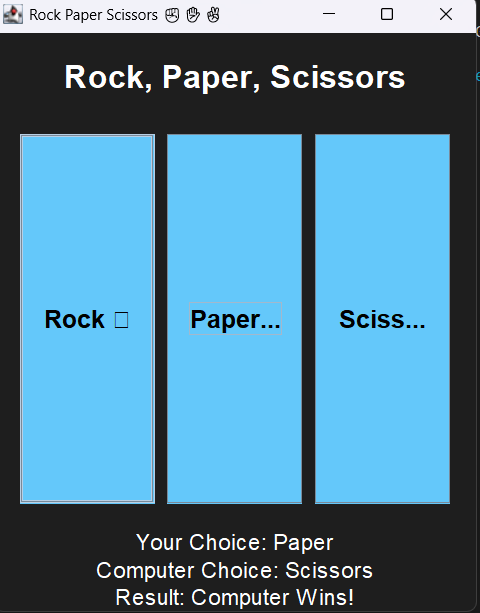 Rock Paper Scissors ✊ ✋ ✌
Rock, Paper, Scissors
Rock □
Paper...
Sciss...
Your Choice: Paper
Computer Choice: Scissors
Result: Computer Wins!